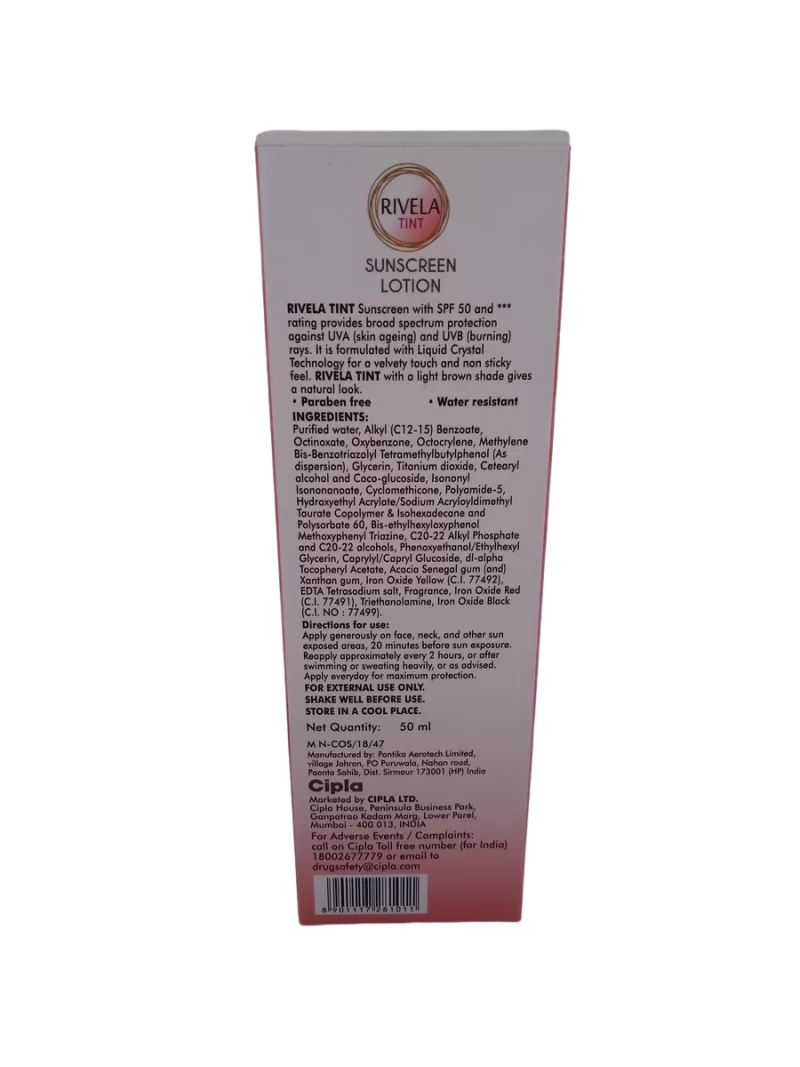 RIVELA
TINT
SUNSCREEN
LOTION
RIVELA TINT Sunscreen with SPF 50 and ***
rating provides broad spectrum protection
against UVA (skin ageing) and UVB (burning)
rays. It is formulated with Liquid Crystal
Technology for a velvety touch and non sticky
feel. RIVELA TINT with a light brown shade gives
a natural look.
• Paraben free • Water resistant
INGREDIENTS:
Purified water, Alkyl (C12-15) Benzoate,
Octinoxate, Oxybenzone, Octocrylene, Methylene
Bis-Benzotriazolyl Tetramethylbutylphenol (As
dispersion), Glycerin, Titanium dioxide, Cetearyl
alcohol and Coco-glucoside, Isononyl
Isononanoate, Cyclomethicone, Polyamide-5,
Hydroxyethyl Acrylate/Sodium Acryloyldimethyl
Taurate Copolymer & Isohexadecane and
Polysorbate 60, Bis-ethylhexyloxyphenol
Methoxyphenyl Triazine, C20-22 Alkyl Phosphate
and C20-22 alcohols, Phenoxyethanol/Ethylhexyl
Glycerin, Caprylyl/Capryl Glucoside, dl-alpha
Tocopheryl Acetate, Acacia Senegal gum (and)
Xanthan gum, Iron Oxide Yellow (C.I. 77492),
EDTA Tetrasodium salt, Fragrance, Iron Oxide Red
(C.I. 77491), Triethanolamine, Iron Oxide Black
(C.I. NO : 77499).
Directions for use:
Apply generously on face, neck, and other sun
exposed areas, 20 minutes before sun exposure.
Reapply approximately every 2 hours, or after
swimming or sweating heavily, or as advised.
Apply everyday for maximum protection.
FOR EXTERNAL USE ONLY.
SHAKE WELL BEFORE USE.
STORE IN A COOL PLACE.
Net Quantity: 50 ml
M N-COS/18/47
Manufactured by: Pontika Aerotech Limited,
village Johron, PO Puruwala, Nahan road,
Paonta Sahib, Dist. Sirmour 173001 (HP) India
Cipla
Marketed by CIPLA LTD.
Cipla House, Peninsula Business Park,
Ganpatrao Kadam Marg, Lower Parel,
Mumbai - 400 013, INDIA
For Adverse Events / Complaints:
call on Cipla Toll free number (for India)
18002677779 or email to
drugsafety@cipla.com
8 901117 281011